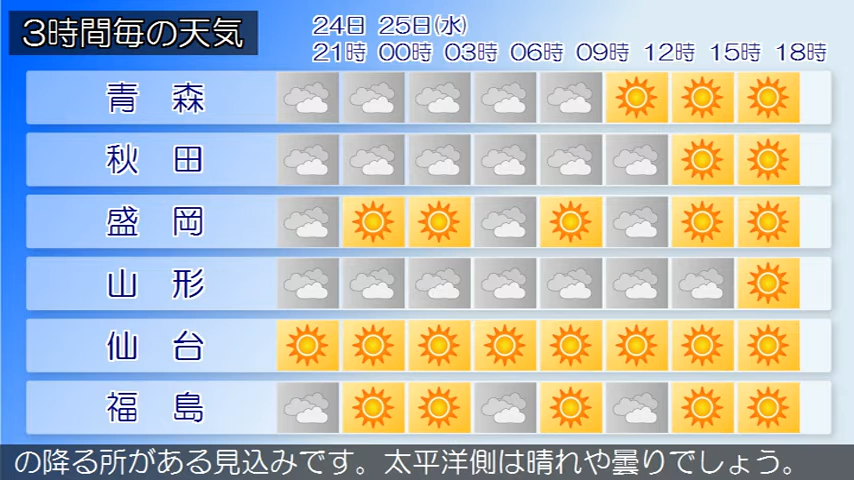 3時間毎の天気
24日 25日(水)
21時 00時 03時 06時 09時 12時 15時 18時
青 森
秋 田
盛 岡
山 形
仙 台
福 島
の降る所がある見込みです。太平洋側は晴れや曇りでしょう。